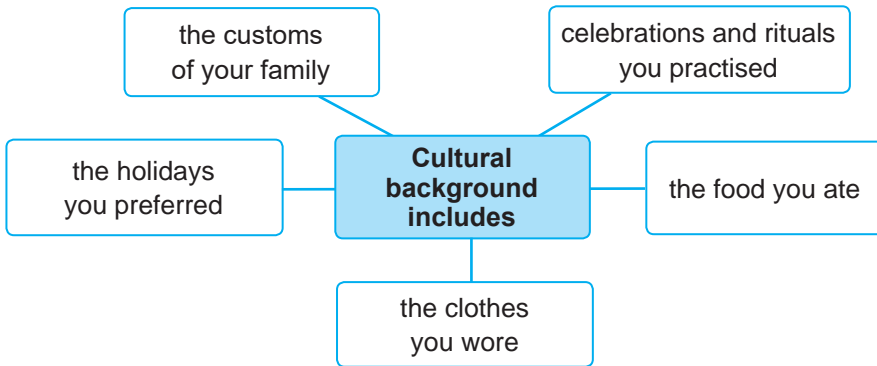 the customs
of your family
celebrations and rituals
you practised
the holidays
you preferred
Cultural
background
includes
the food you ate
the clothes
you wore